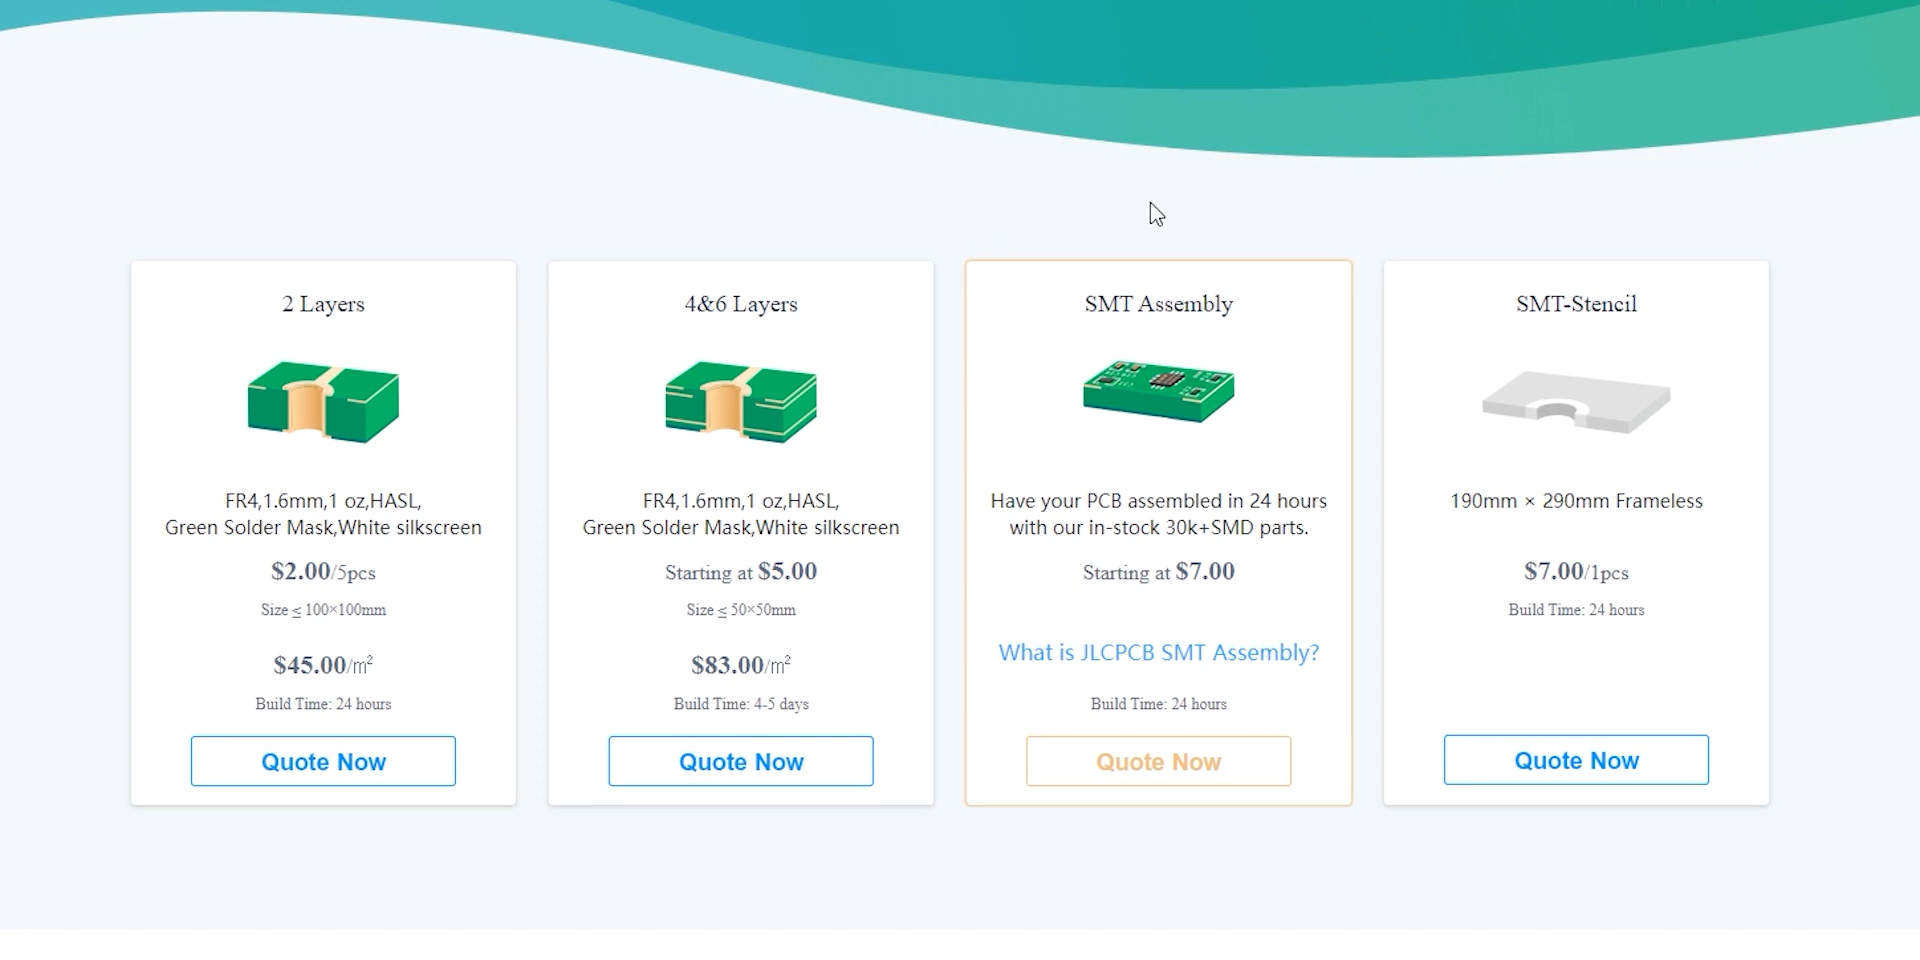 2 Layers
FR4,1.6mm,1 oz,HASL,
Green Solder Mask,White silkscreen
$2.00/5pcs
Size ≤ 100×100mm
$45.00/m²
Build Time: 24 hours
Quote Now
4&6 Layers
FR4,1.6mm,1 oz,HASL,
Green Solder Mask,White silkscreen
Starting at $5.00
Size ≤ 50×50mm
$83.00/m²
Build Time: 4-5 days
Quote Now
SMT Assembly
Have your PCB assembled in 24 hours
with our in-stock 30k+SMD parts.
Starting at $7.00
What is JLCPCB SMT Assembly?
Build Time: 24 hours
Quote Now
SMT-Stencil
190mm × 290mm Frameless
$7.00/1pcs
Build Time: 24 hours
Quote Now